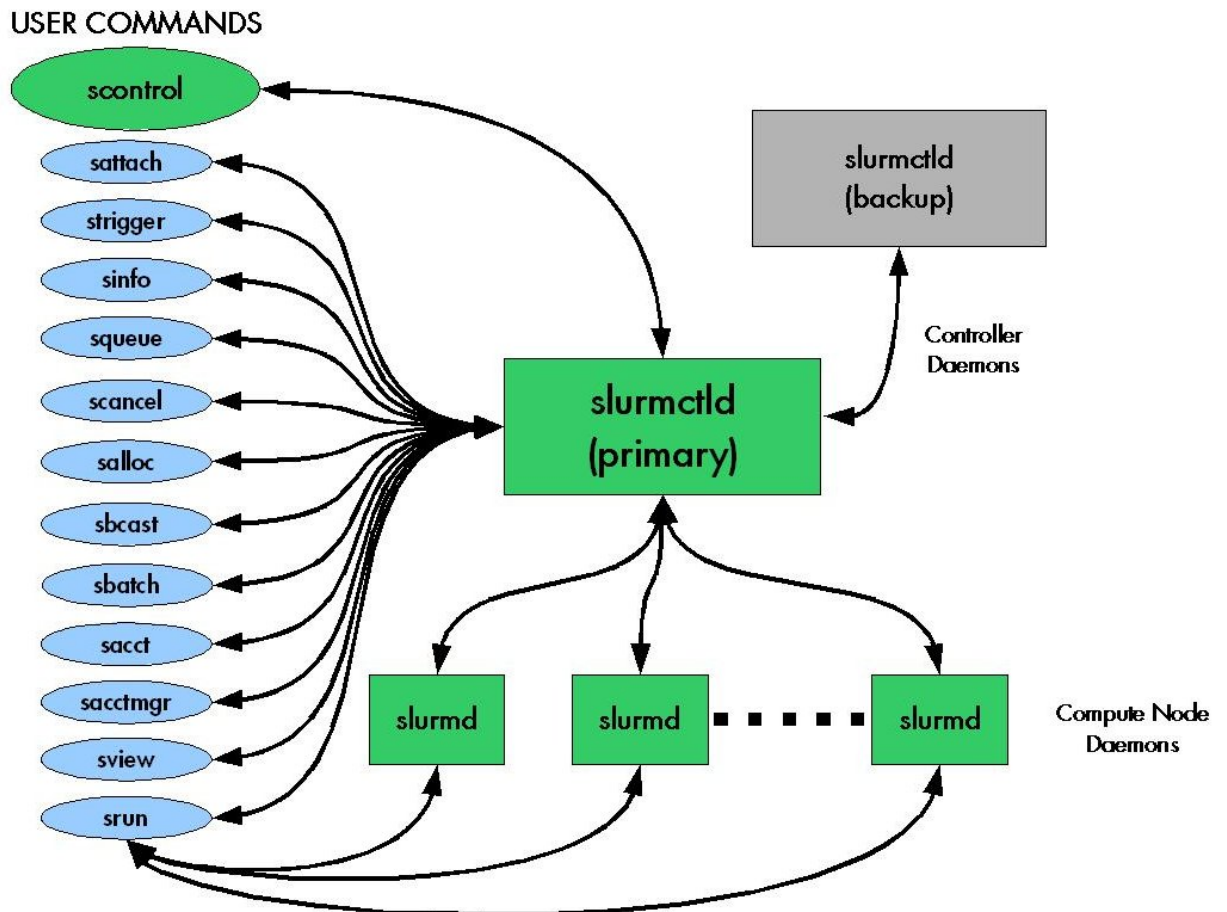 USER COMMANDS
scontrol
sattach
strigger
sinfo
squeue
scancel
salloc
sbcast
sbatch
sacct
sacctmgr
sview
srun
slurmctld
(backup)
Controller
Daemons
slurmctld
(primary)
slurmd
slurmd
slurmd
Compute Node
Daemons